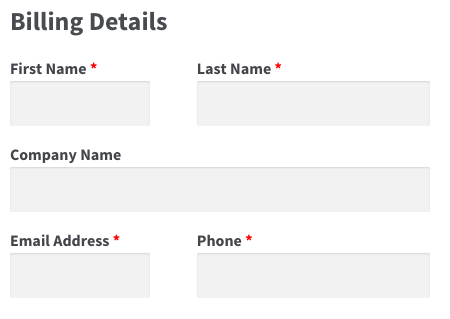 Billing Details
First Name * Last Name *
Company Name
Email Address * Phone *